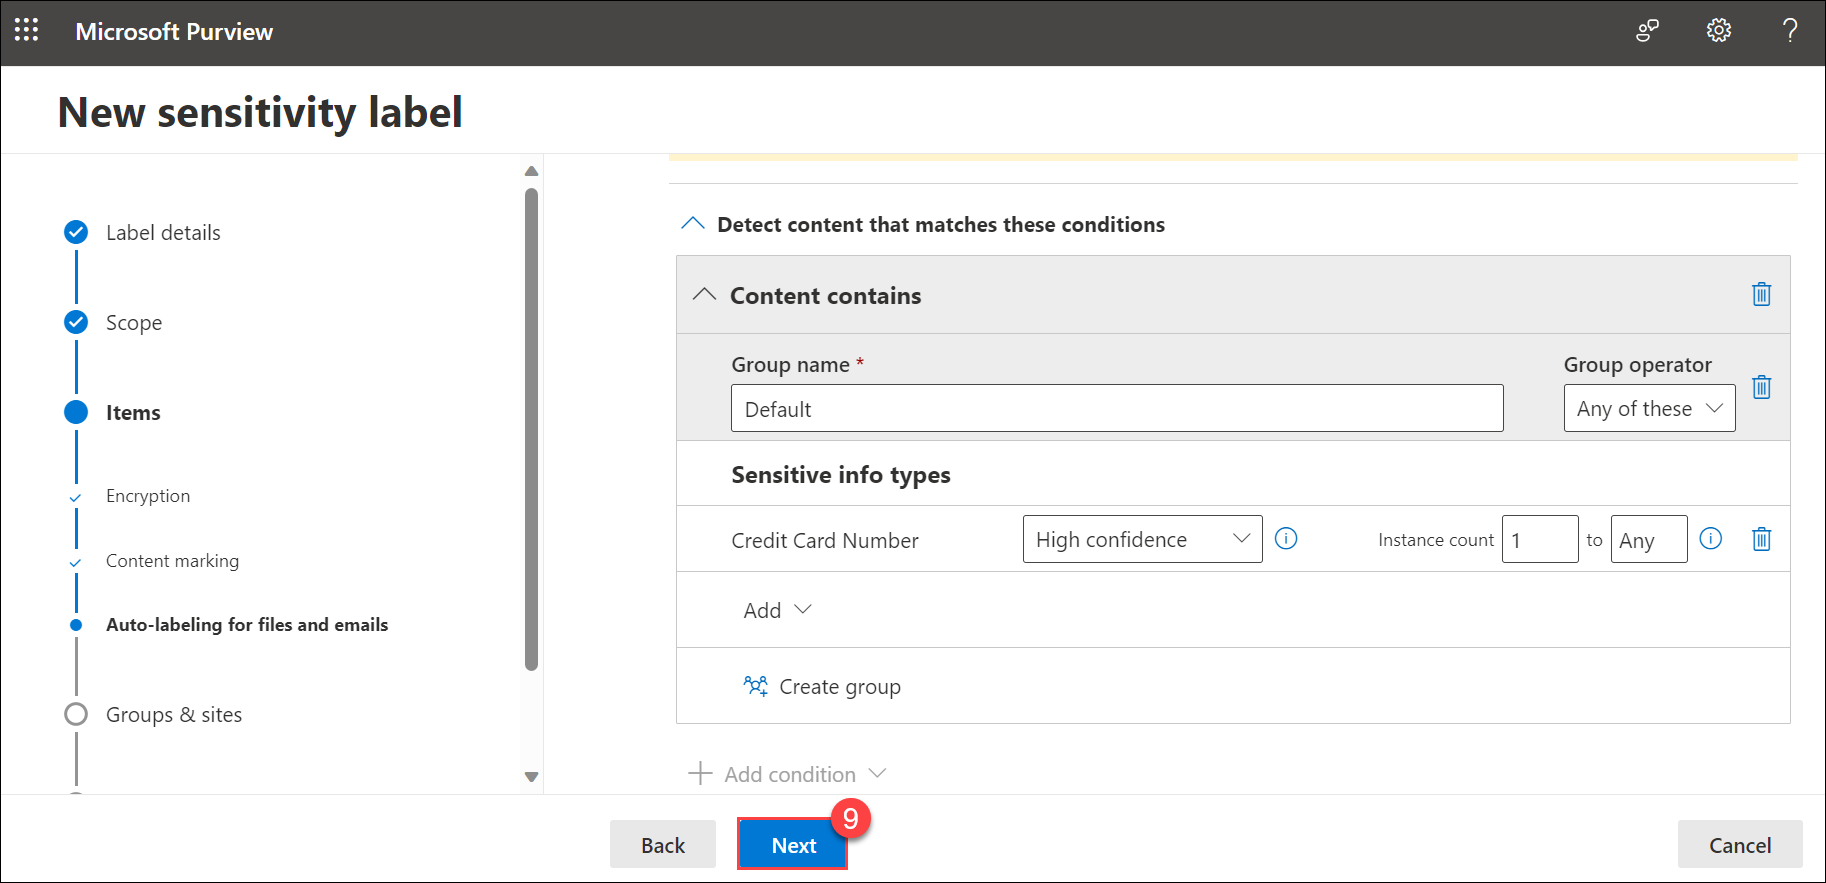 Microsoft Purview
?
New sensitivity label
Label details
Scope
Items
Encryption
Content marking
Auto-labeling for files and emails
Groups & sites
Detect content that matches these conditions
Content contains
Group name * Group operator
Default Any of these
Sensitive info types
Credit Card Number High confidence i Instance count 1 to Any i
Add
Create group
Add condition
Back Next 9 Cancel